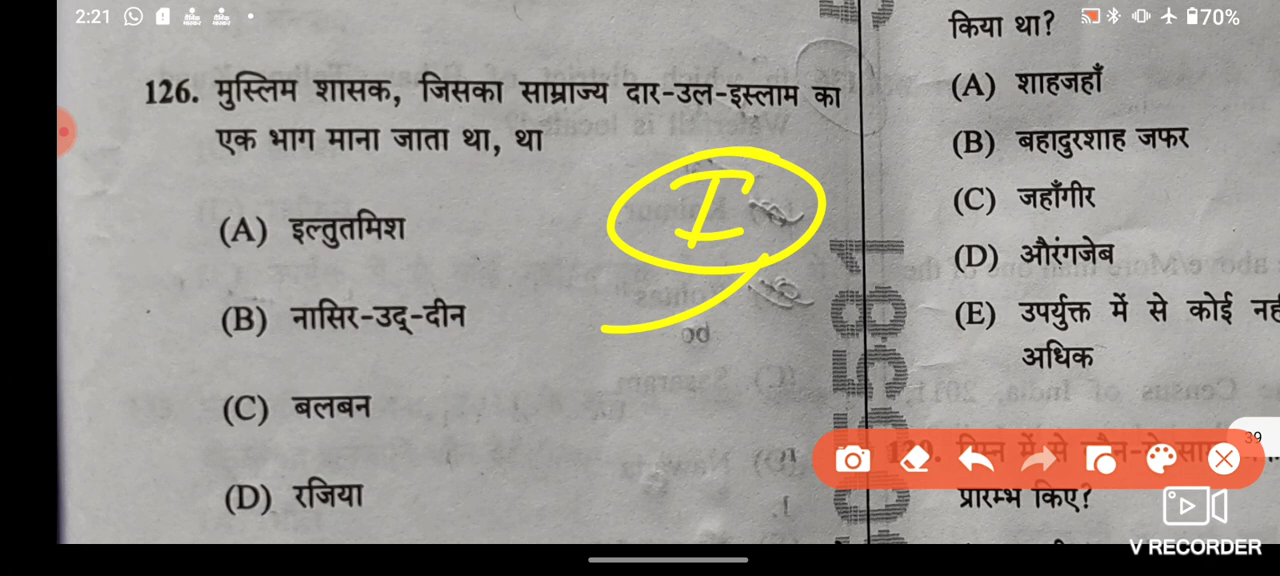 2:21
70%
126. मुस्लिम शासक, जिसका साम्राज्य दार-उल-इस्लाम का
एक भाग माना जाता था, था
I
(A) इल्तुतमिश
(B) नासिर-उद्-दीन
(C) बलबन
(D) रजिया
किया था?
(A) शाहजहाँ
(B) बहादुरशाह जफर
(C) जहाँगीर
(D) औरंगजेब
(E) उपर्युक्त में से कोई
अधिक
39
प्रारम्भ किए?
V RECORDER